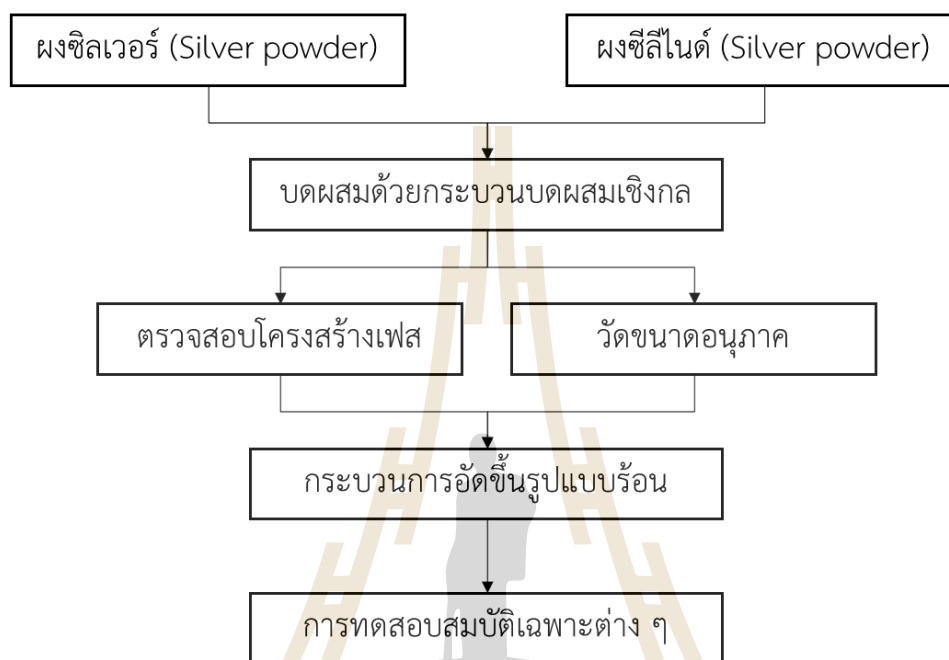 ผงซิลเวอร์ (Silver powder)
ผงซีลีไนด์ (Silver powder)
บดผสมด้วยกระบวนบดผสมเชิงกล
ตรวจสอบโครงสร้างเฟส
วัดขนาดอนุภาค
กระบวนการอัดขึ้นรูปแบบร้อน
การทดสอบสมบัติเฉพาะต่าง ๆ